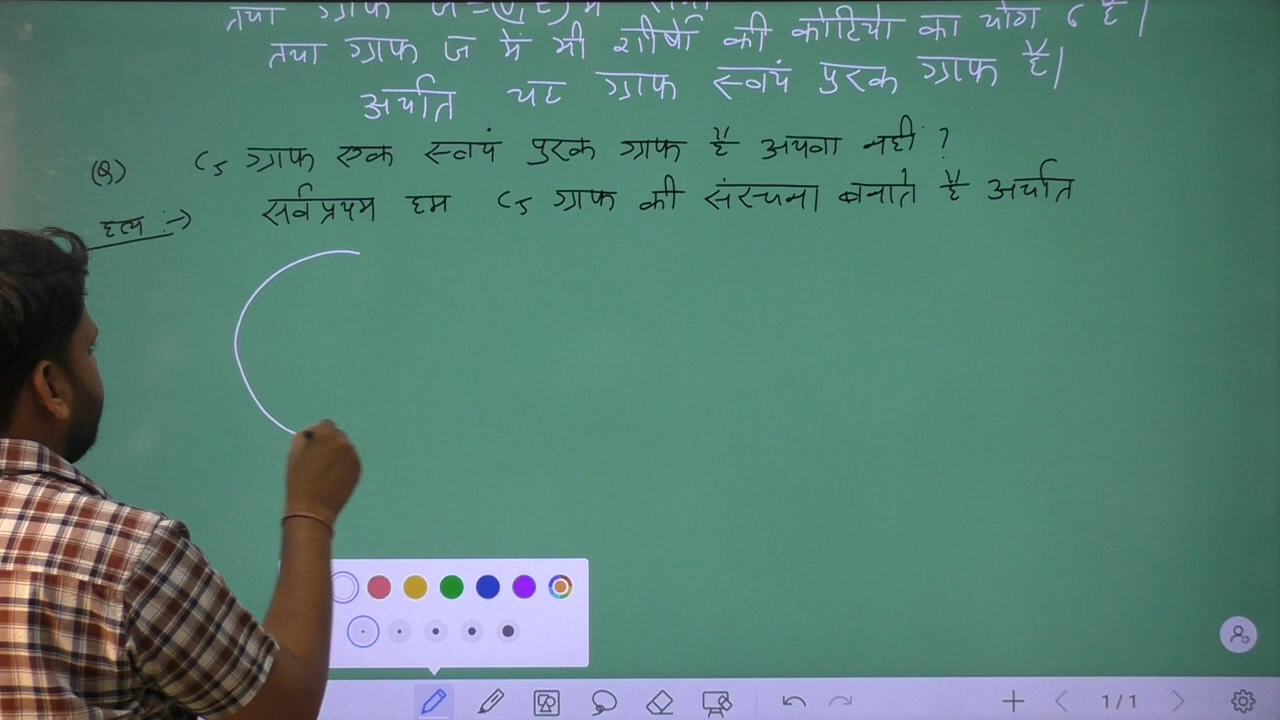 तथा ग्राफ G=(V,E) में
तथा ग्राफ G में भी शीर्षो की कोटियो का योग 6 है|
अर्थात यह ग्राफ स्वयं पुरक ग्राफ है|
(Q) C5 ग्राफ एक स्वयं पुरक ग्राफ है अथवा नही ?
हल :→ सर्वप्रथम हम C5 ग्राफ की संरचना बनाते है अर्थात
1/1